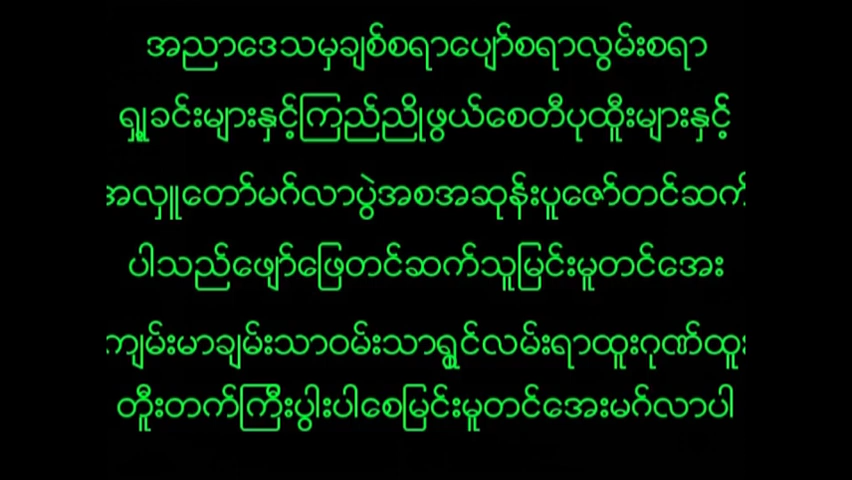 အညာဒေသမှချစ်စရာပျော်စရာလွမ်းစရာ
ရှု့ခင်းများနှင့်ကြည်ညိုဖွယ်စေတီပုထိူးများနှင့်
အလှူတော်မဂ်လာပွဲအစအဆုန်းပူဇော်တင်ဆက်
ပါသည်ဖျော်ဖြေတင်ဆက်သူမြင်းမူတင်အေး
ကျမ်းမာချမ်းသာဝမ်းသာရွှင်လမ်းရာထူးဂုဏ်ထူး
တိူးတက်ကြီးပွါးပါစေမြင်းမူတင်အေးမဂ်လာပါ